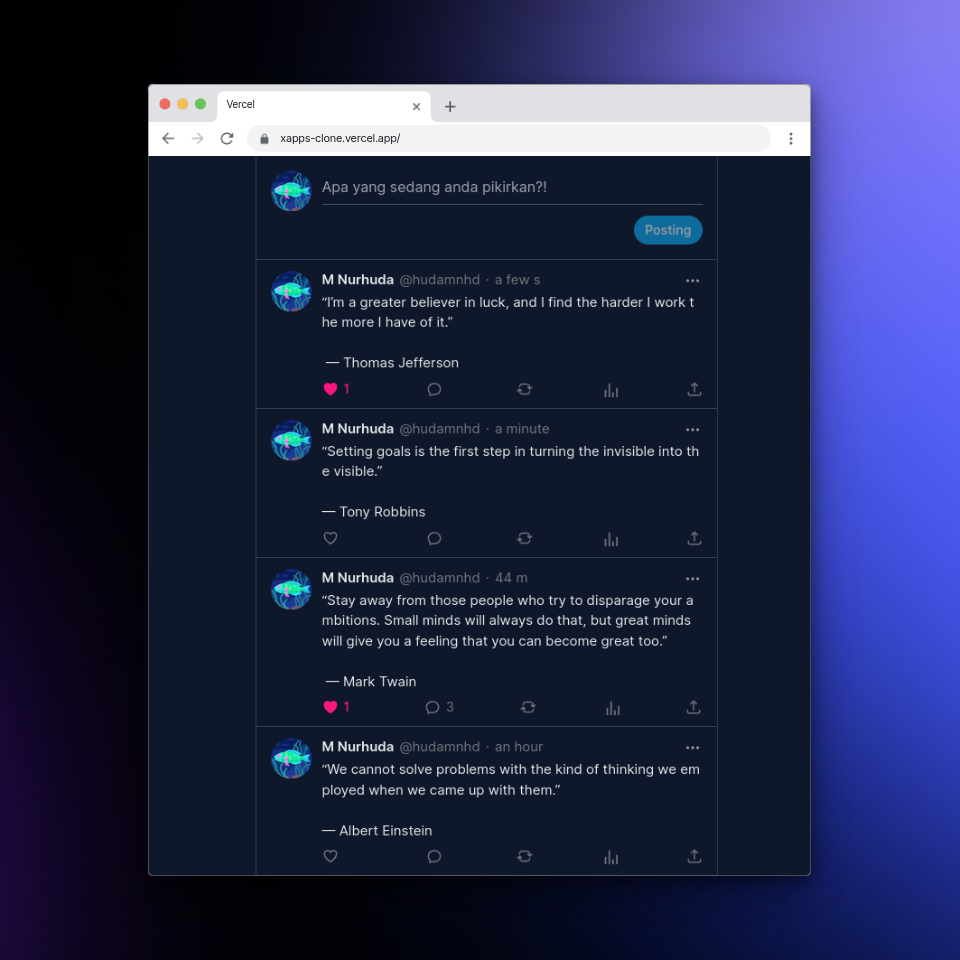 Vercel
xapps-clone.vercel.app/
Apa yang sedang anda pikirkan?!
Posting
M Nurhuda @hudamnhd · a few s
“I’m a greater believer in luck, and I find the harder I work t
he more I have of it.”
— Thomas Jefferson
1
M Nurhuda @hudamnhd · a minute
“Setting goals is the first step in turning the invisible into th
e visible.”
— Tony Robbins
M Nurhuda @hudamnhd · 44 m
“Stay away from those people who try to disparage your a
mbitions. Small minds will always do that, but great minds
will give you a feeling that you can become great too.”
— Mark Twain
1 3
M Nurhuda @hudamnhd · an hour
“We cannot solve problems with the kind of thinking we em
ployed when we came up with them.”
— Albert Einstein